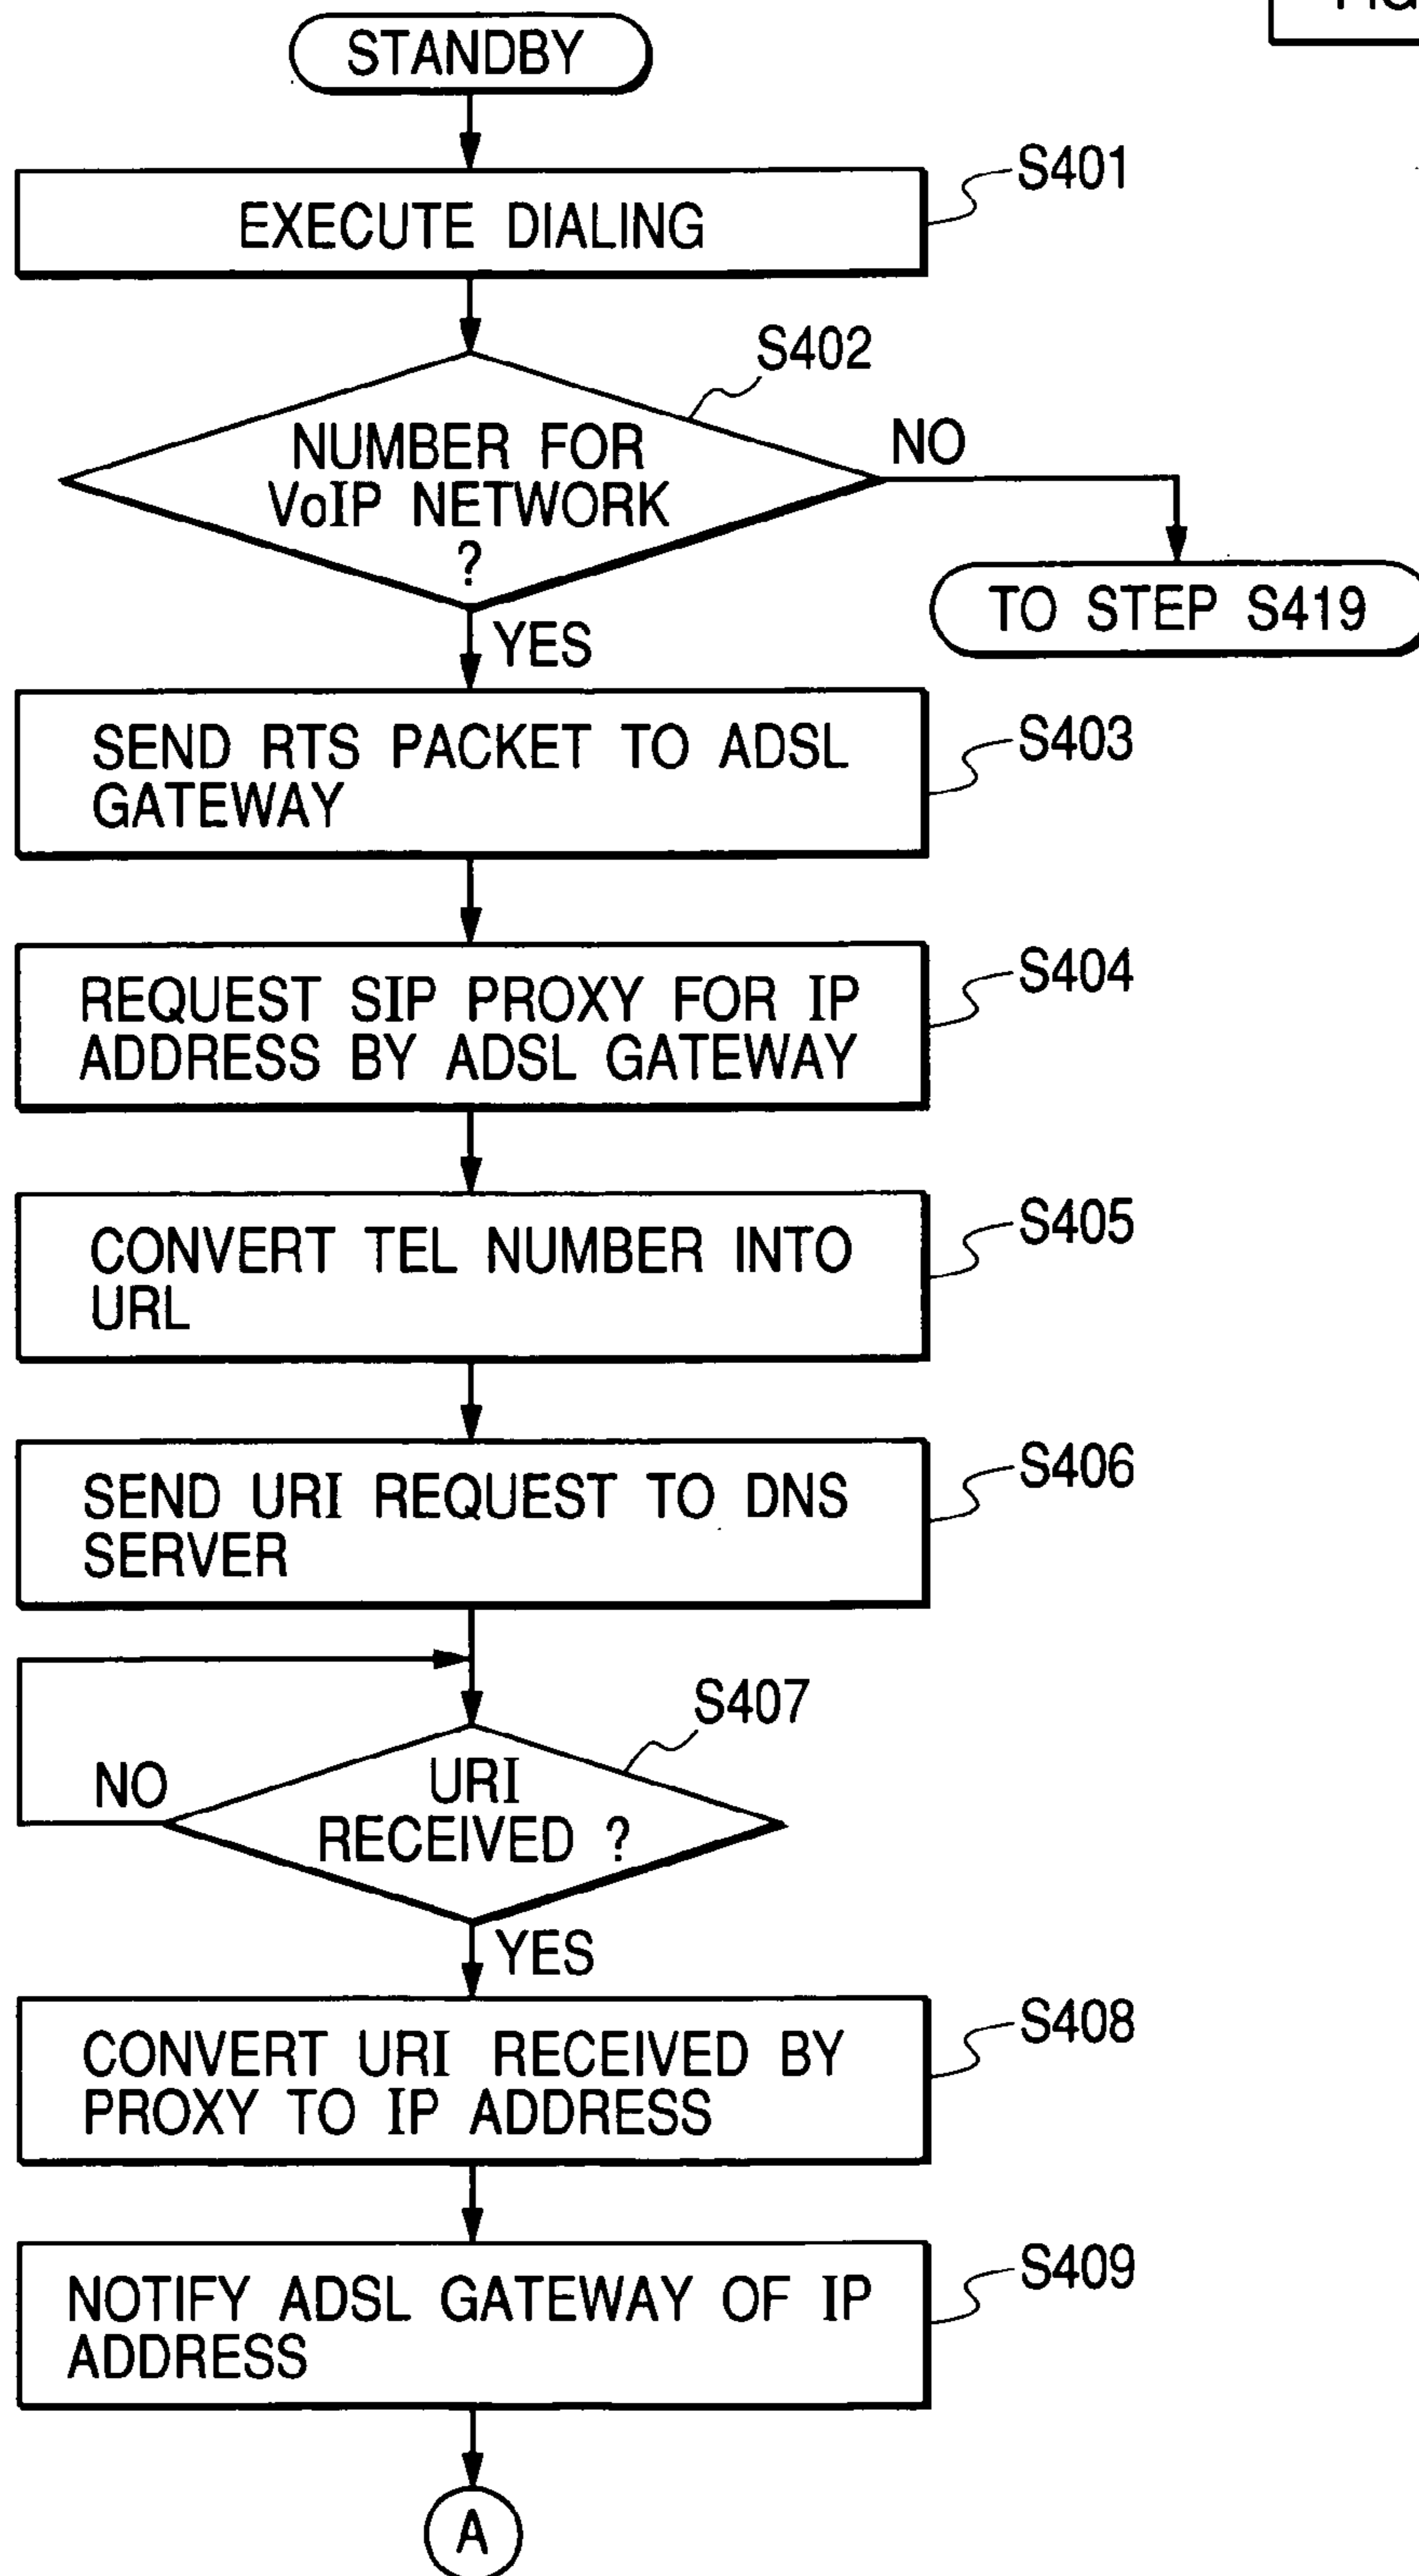 STANDBY
S401
EXECUTE DIALING
S402
NUMBER FOR
VoIP NETWORK
?
NO
TO STEP S419
YES
S403
SEND RTS PACKET TO ADSL
GATEWAY
S404
REQUEST SIP PROXY FOR IP
ADDRESS BY ADSL GATEWAY
S405
CONVERT TEL NUMBER INTO
URL
S406
SEND URI REQUEST TO DNS
SERVER
S407
NO
URI
RECEIVED ?
YES
S408
CONVERT URI RECEIVED BY
PROXY TO IP ADDRESS
S409
NOTIFY ADSL GATEWAY OF IP
ADDRESS
A